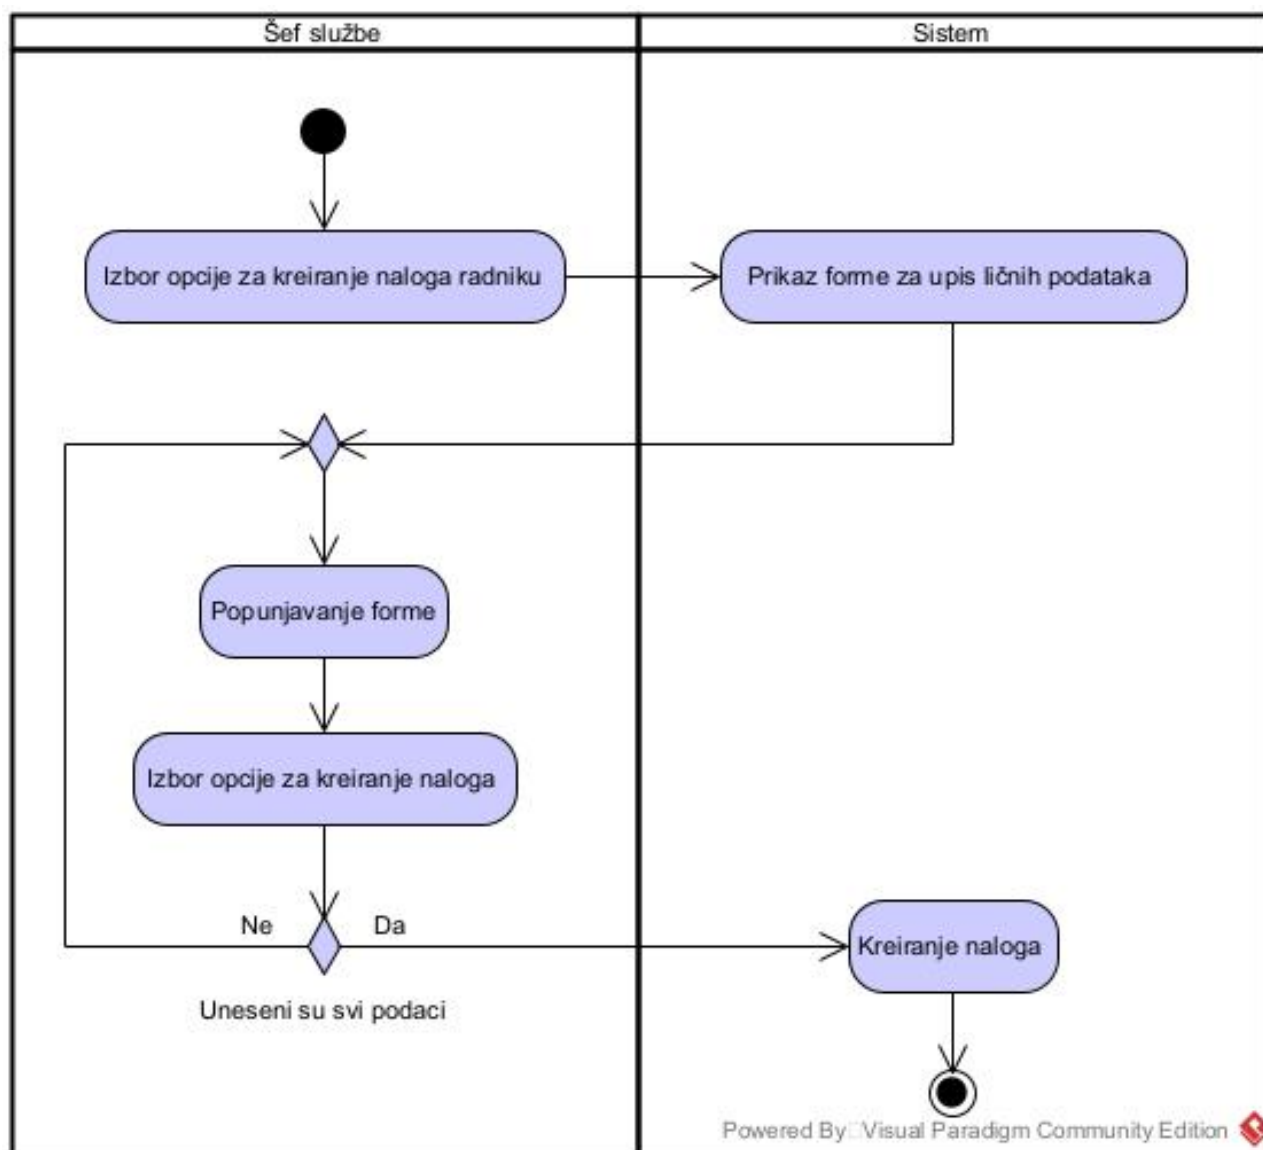 Šef službe
Sistem
Izbor opcije za kreiranje naloga radniku
Prikaz forme za upis ličnih podataka
Popunjavanje forme
Izbor opcije za kreiranje naloga
Ne
Da
Kreiranje naloga
Uneseni su svi podaci
Powered By Visual Paradigm Community Edition